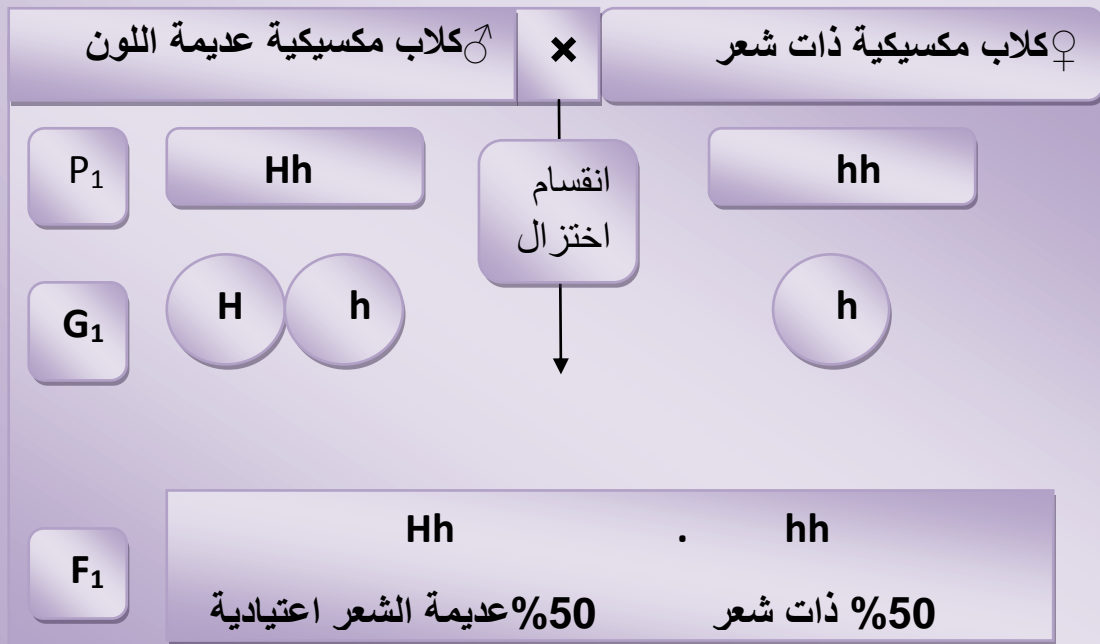 ♀كلاب مكسيكية ذات شعر × ♂كلاب مكسيكية عديمة اللون
P₁ Hh hh
انقسام
اختزال
G₁ H h h
F₁
Hh . hh
50% ذات شعر 50%عديمة الشعر اعتيادية